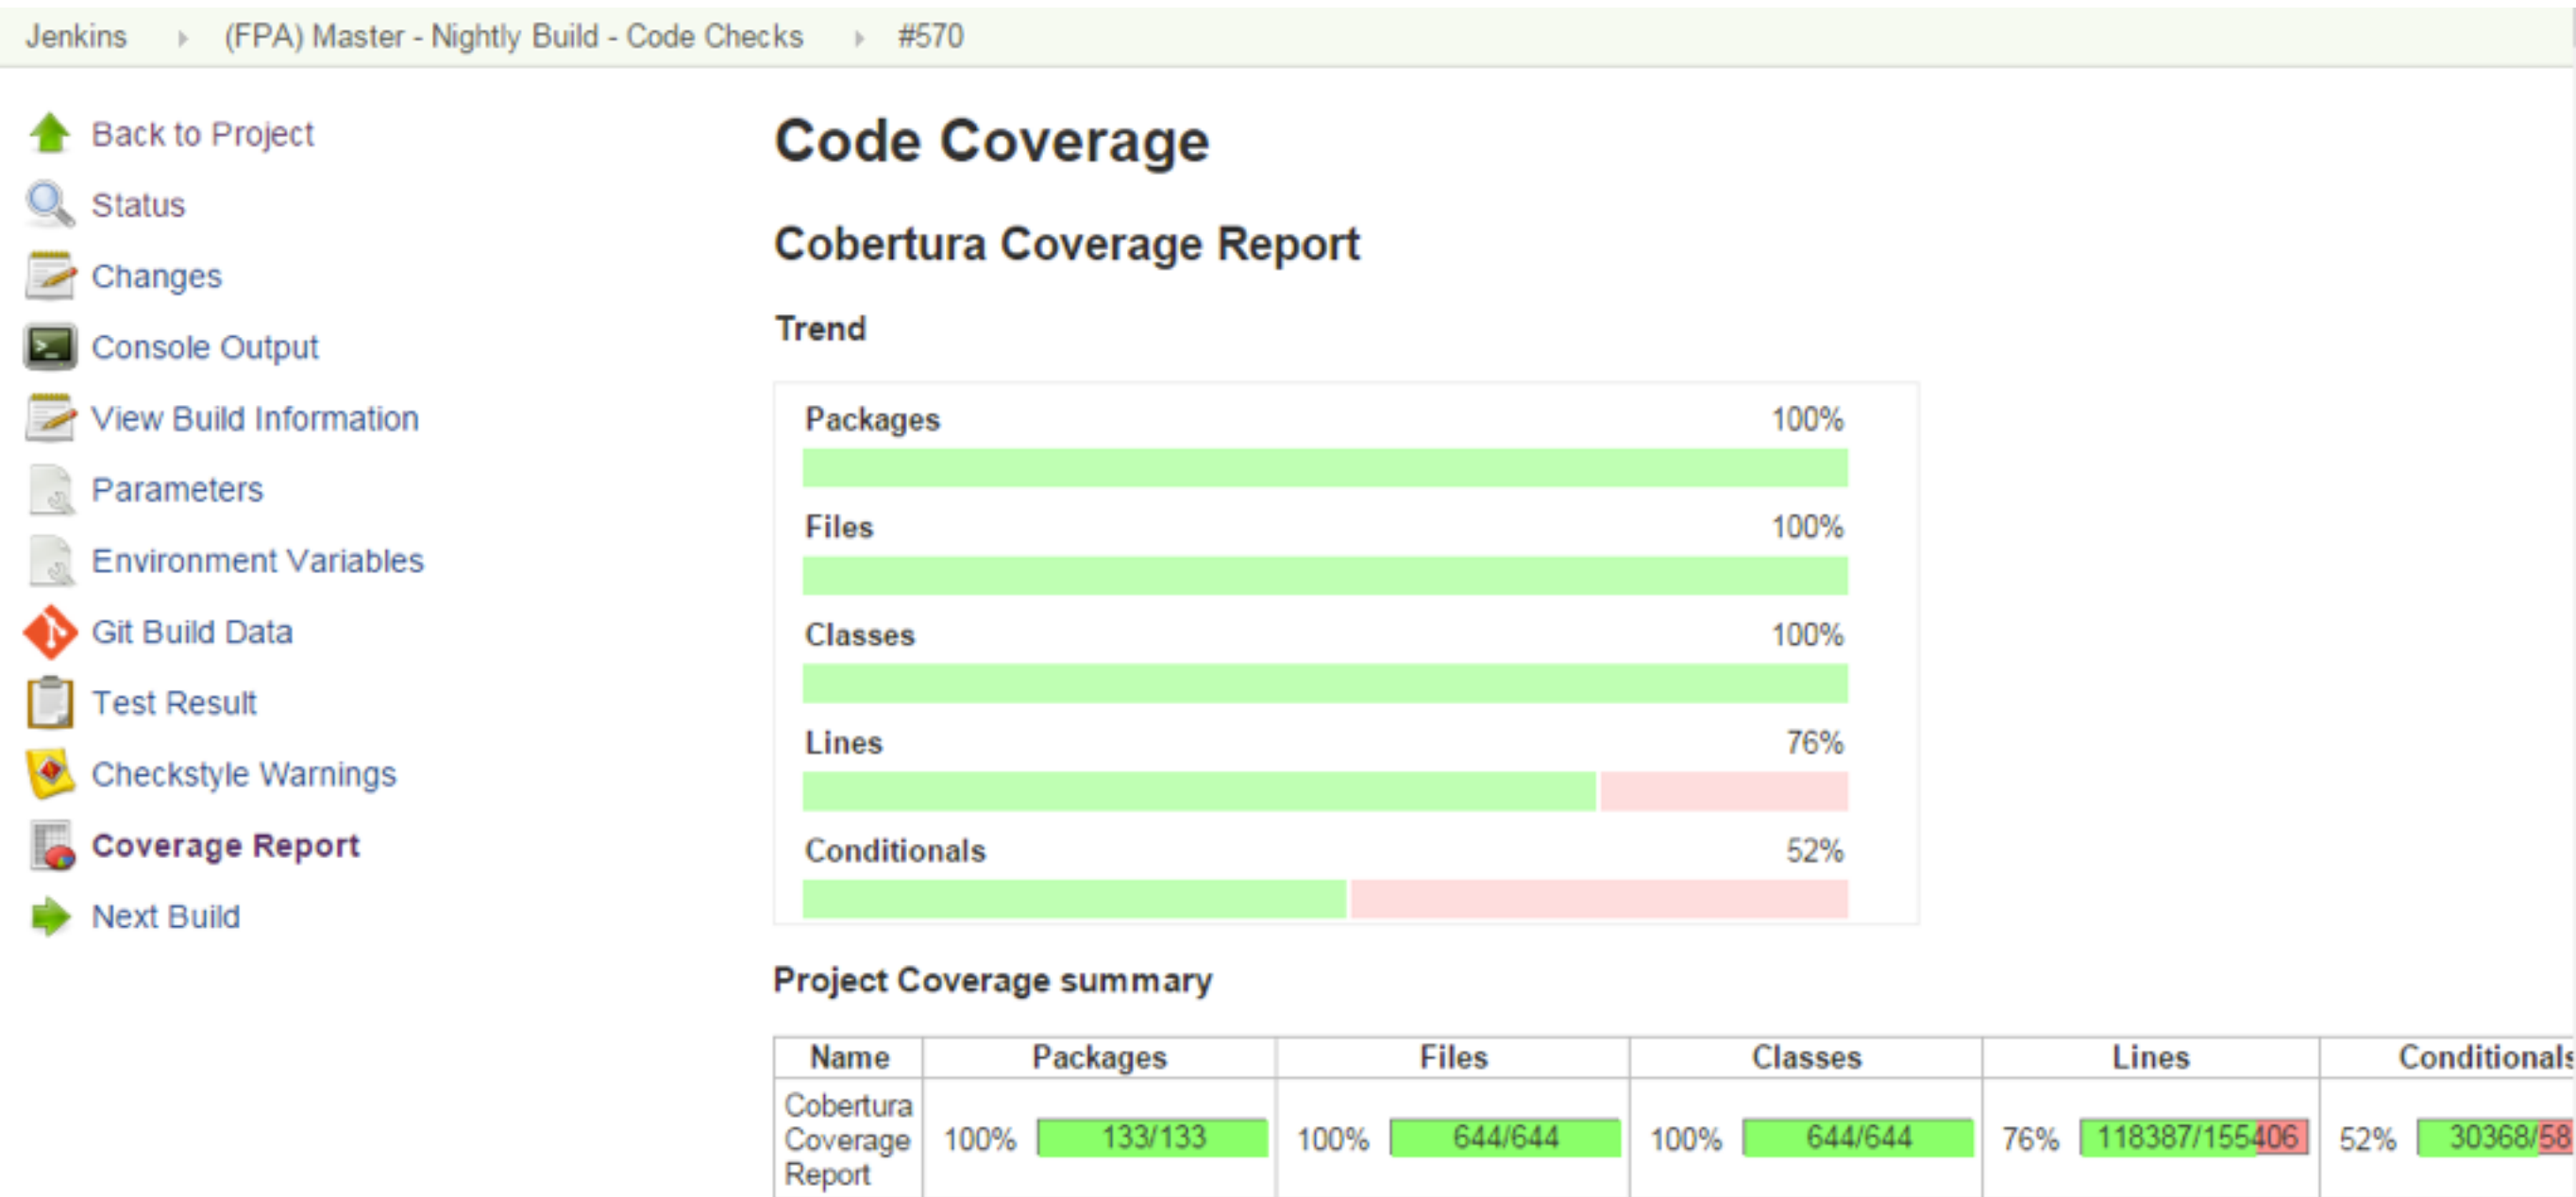 Jenkins (FPA) Master - Nightly Build - Code Checks #570
Back to Project
Status
Changes
Console Output
View Build Information
Parameters
Environment Variables
Git Build Data
Test Result
Checkstyle Warnings
Coverage Report
Next Build
Code Coverage
Cobertura Coverage Report
Trend
Packages 100%
Files 100%
Classes 100%
Lines 76%
Conditionals 52%
Project Coverage summary
Name Packages Files Classes Lines Conditionals
Cobertura
Coverage 100% 133/133 100% 644/644 100% 644/644 76% 118387/155406 52% 30368/58
Report